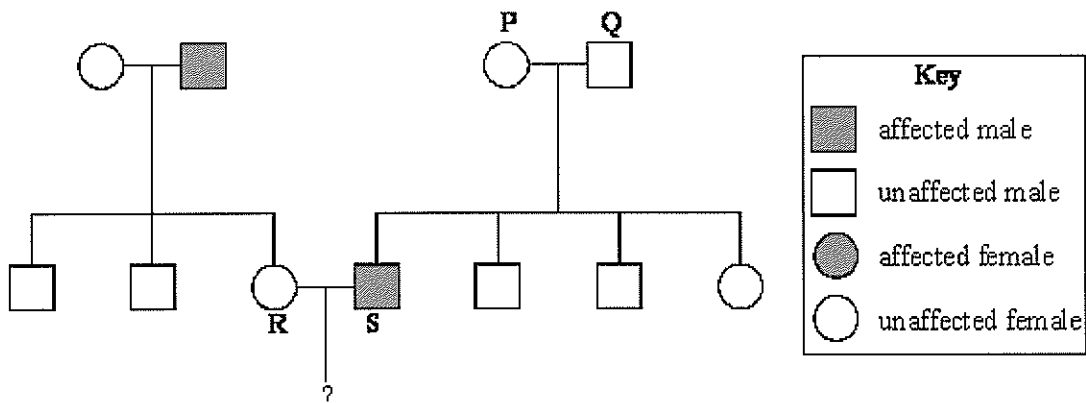 P Q
Key
affected male
unaffected male
affected female
unaffected female
R S
?